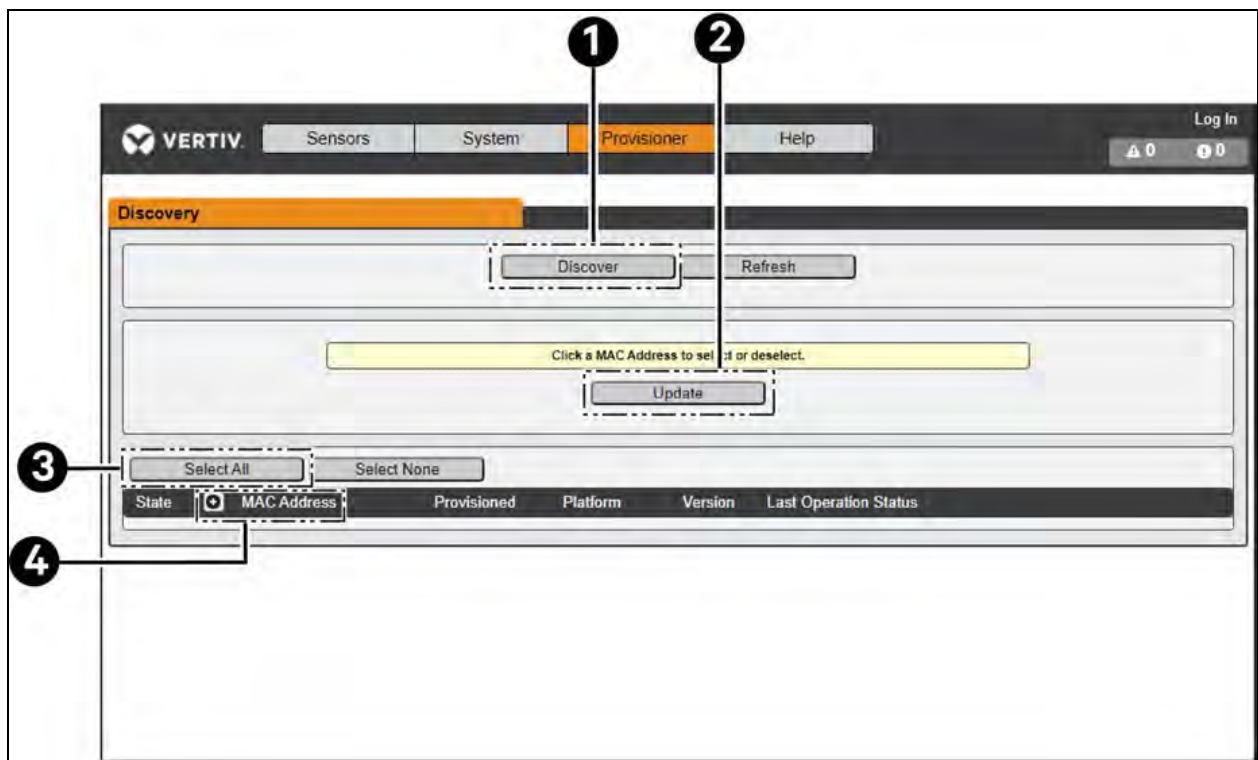 1 2
VERTIV. Sensors System Provisioner Help Log In
0 0
Discovery
Discover Refresh
Click a MAC Address to select or deselect.
Update
3 Select All Select None
State MAC Address Provisioned Platform Version Last Operation Status
4